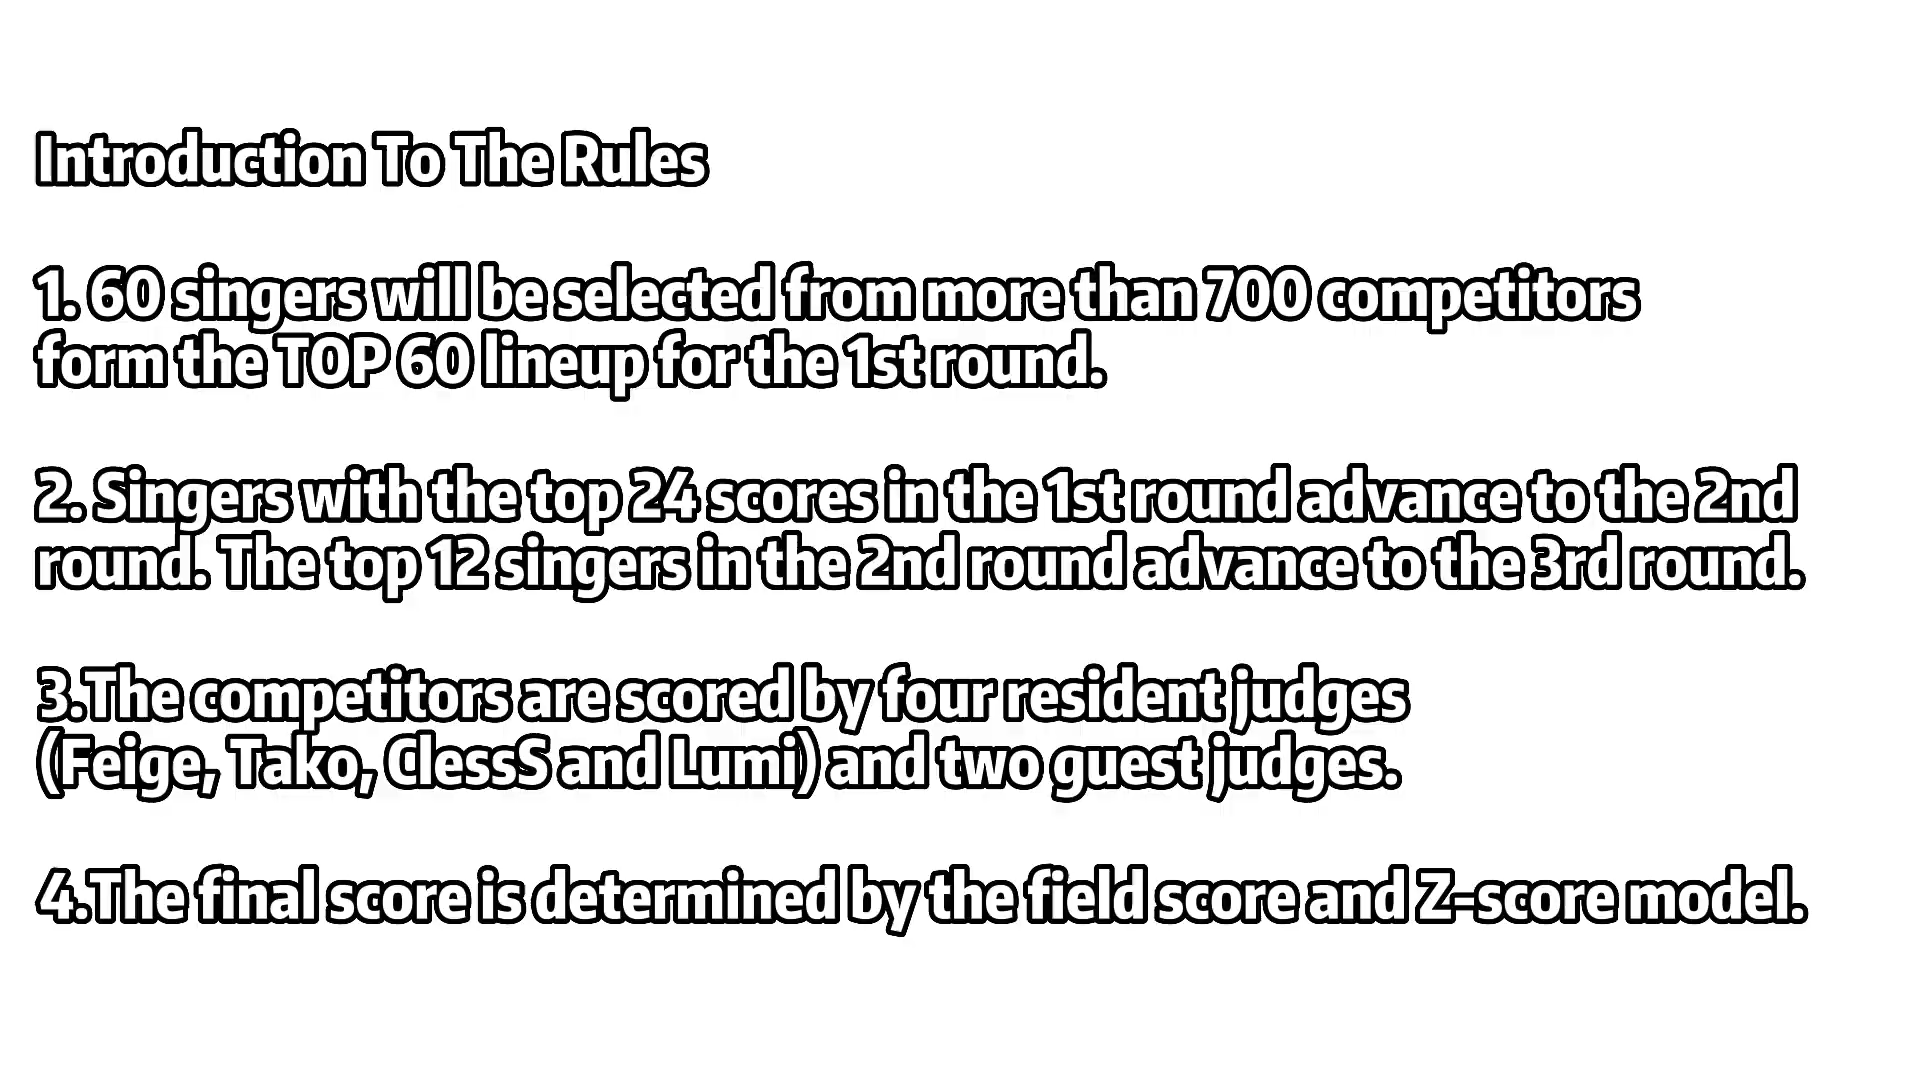 Introduction To The Rules
1. 60 singers will be selected from more than 700 competitors
form the TOP 60 lineup for the 1st round.
2. Singers with the top 24 scores in the 1st round advance to the 2nd
round. The top 12 singers in the 2nd round advance to the 3rd round.
3.The competitors are scored by four resident judges
(Feige, Tako, ClessS and Lumi) and two guest judges.
4.The final score is determined by the field score and Z-score model.